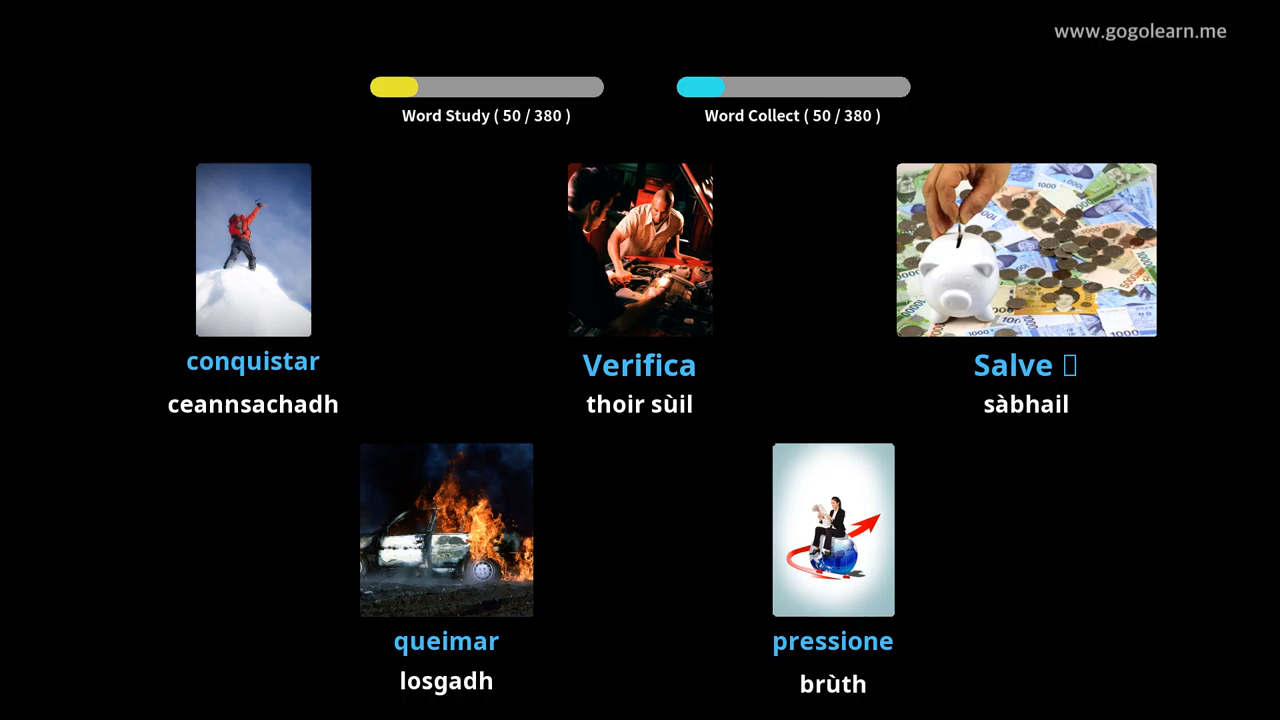 www.gogolearn.me
Word Study ( 50 / 380 )
Word Collect ( 50 / 380 )
conquistar
Verifica
Salve
ceannsachadh
thoir sùil
sàbhail
queimar
pressione
losgadh
brùth